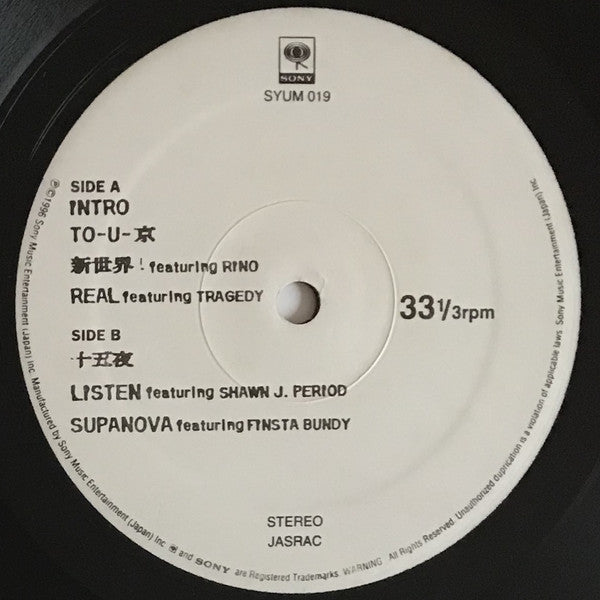 SONY
SYUM 019
SIDE A
INTRO
TO-U-京
新世界! featuring RINO
REAL featuring TRAGEDY
SIDE B
十五夜
LISTEN featuring SHAWN J. PERIOD
SUPANOVA featuring FINSTA BUNDY
33 1/3rpm
STEREO
JASRAC
℗©1996 Sony Music Entertainment (Japan) Inc. Manufactured by Sony Music Entertainment (Japan) Inc. and SONY are Registered Trademarks. WARNING: All Rights Reserved. Unauthorized duplication is a violation of applicable laws. Sony Music Entertainment (Japan) Inc.